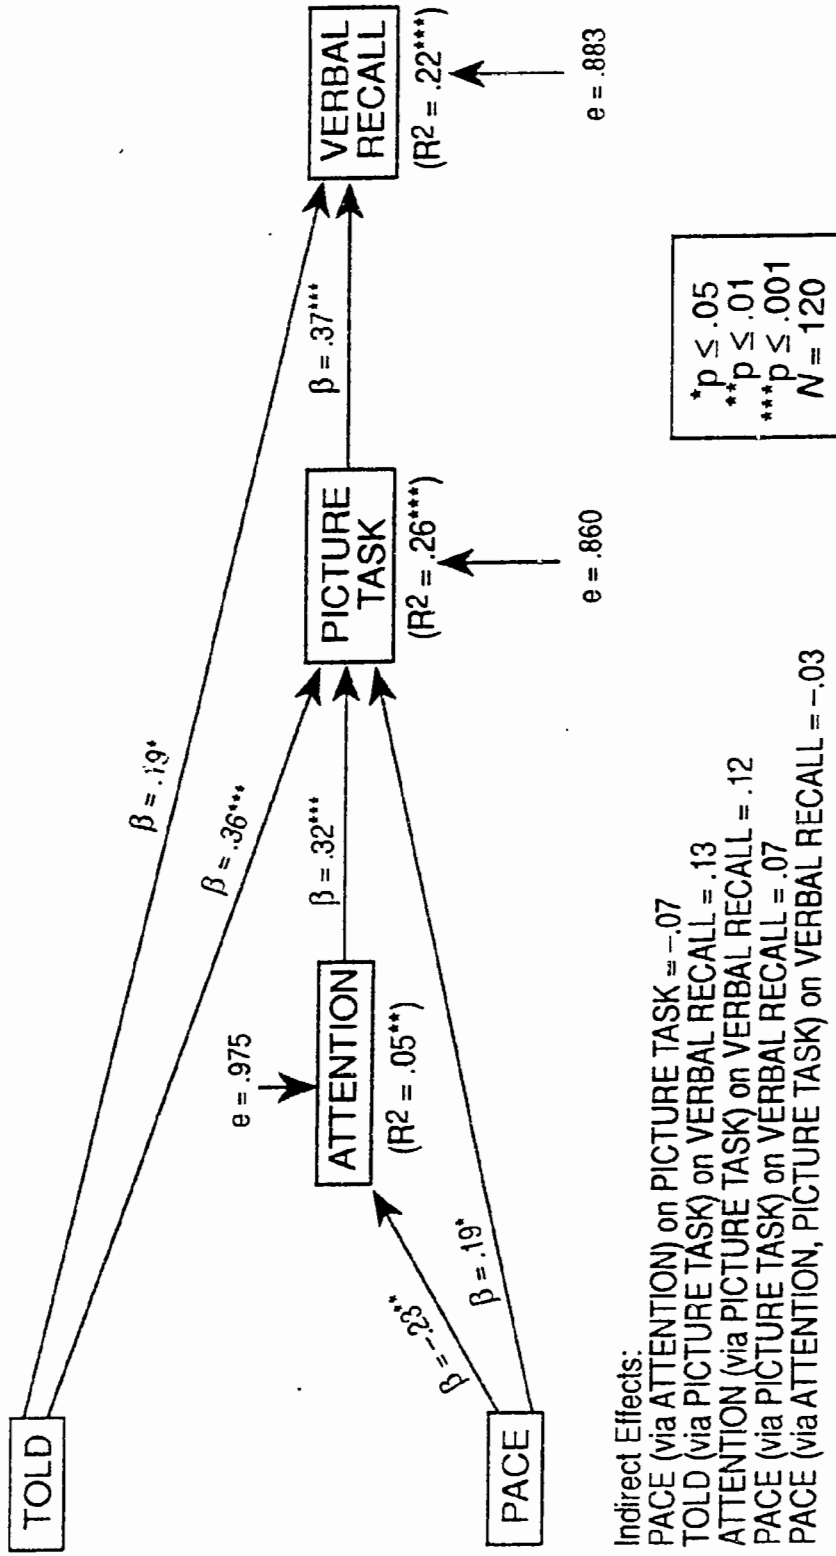 TOLD
β = .19*
β = .36***
e = .975
ATTENTION
(R² = .05**)
β = .32***
PICTURE
TASK
(R² = .26***)
e = .860
β = .37***
VERBAL
RECALL
(R² = .22***)
e = .883
β = –.23**
β = .19*
PACE
*p ≤ .05
**p ≤ .01
***p ≤ .001
N = 120
Indirect Effects:
PACE (via ATTENTION) on PICTURE TASK = –.07
TOLD (via PICTURE TASK) on VERBAL RECALL = .13
ATTENTION (via PICTURE TASK) on VERBAL RECALL = .12
PACE (via PICTURE TASK) on VERBAL RECALL = .07
PACE (via ATTENTION, PICTURE TASK) on VERBAL RECALL = –.03